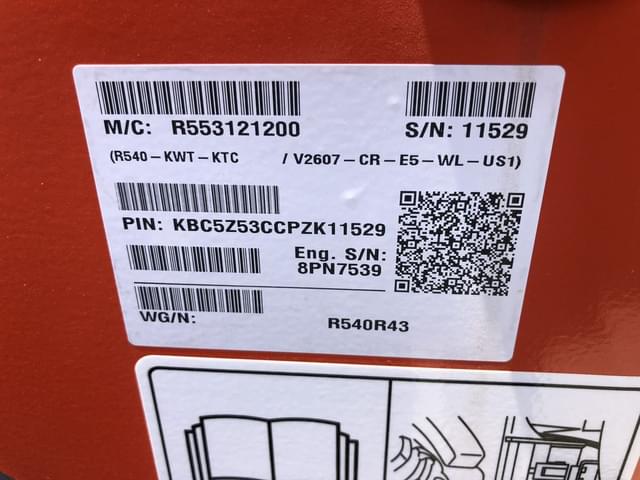 M/C: R553121200
S/N: 11529
(R540-KWT-KTC / V2607-CR-E5-WL-US1)
PIN: KBC5Z53CCPZK11529
Eng. S/N:
8PN7539
WG/N: R540R43